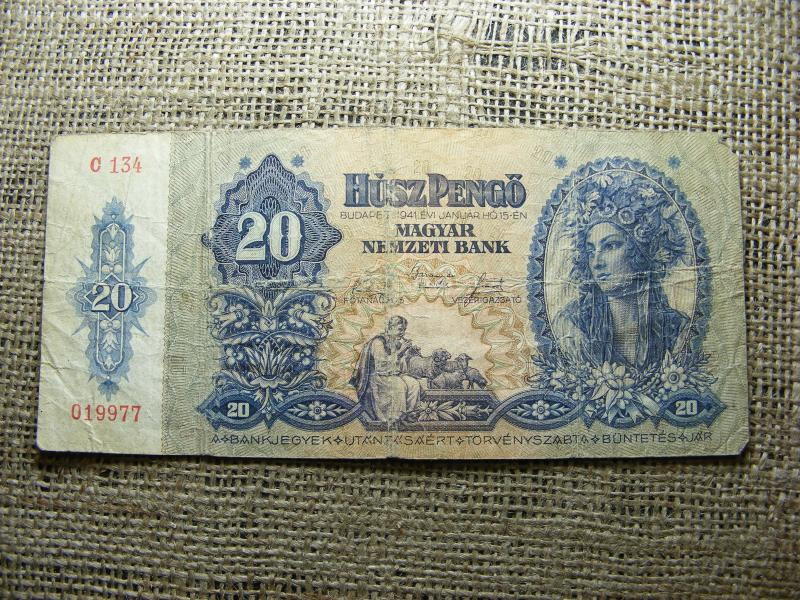 C 134
20
019977
20
HÚSZ PENGŐ
BUDAPEST 1941. ÉVI JANUÁR HÓ 15-ÉN
MAGYAR
NEMZETI BANK
VEZÉRIGAZGATÓ
20
20
A BANKJEGYEK UTÁNZÁSÁÉRT TÖRVÉNYSZABTA BÜNTETÉS JÁR